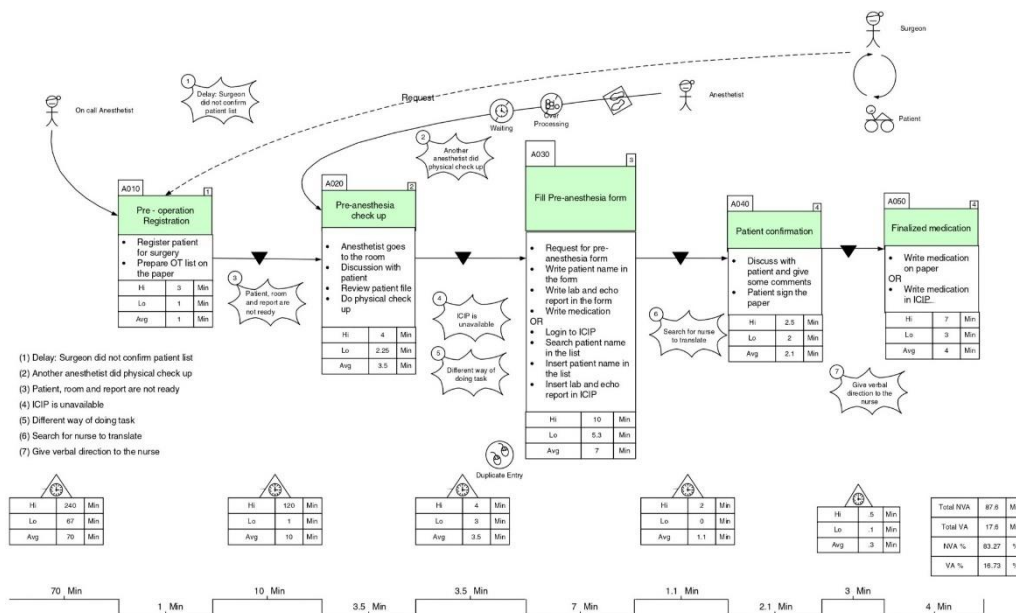 Surgeon
Patient
On call Anesthetist
1
Delay: Surgeon
did not confirm
patient list
Request
Anesthetist
Waiting
Over
Processing
2
Another
anesthetist did
physical check up
A010
1
Pre - operation
Registration
• Register patient
for surgery
• Prepare OT list on
the paper
Hi 3 Min
Lo 1 Min
Avg 1 Min
3
Patient, room
and report are
not ready
A020
2
Pre-anesthesia
check up
• Anesthetist goes
to the room
• Discussion with
patient
• Review patient file
• Do physical check
up
Hi 4 Min
Lo 2.25 Min
Avg 3.5 Min
4
ICIP is
unavailable
5
Different way of
doing task
A030
3
Fill Pre-anesthesia form
• Request for pre-
anesthesia form
• Write patient name in
the form
• Write lab and echo
report in the form
• Write medication
OR
• Login to ICIP
• Search patient name
in the list
• Insert patient name in
the list
• Insert lab and echo
report in ICIP
Hi 10 Min
Lo 5.3 Min
Avg 7 Min
Duplicate Entry
6
Search for nurse
to translate
A040
4
Patient confirmation
• Discuss with
patient and give
some comments
• Patient sign the
paper
Hi 2.5 Min
Lo 2 Min
Avg 2.1 Min
A050
4
Finalized medication
• Write medication
on paper
OR
• Write medication
in ICIP...
Hi 7 Min
Lo 3 Min
Avg 4 Min
7
Give verbal
direction to the
nurse
(1) Delay: Surgeon did not confirm patient list
(2) Another anesthetist did physical check up
(3) Patient, room and report are not ready
(4) ICIP is unavailable
(5) Different way of doing task
(6) Search for nurse to translate
(7) Give verbal direction to the nurse
Hi 240 Min
Lo 67 Min
Avg 70 Min
Hi 120 Min
Lo 1 Min
Avg 10 Min
Hi 4 Min
Lo 3 Min
Avg 3.5 Min
Hi 2 Min
Lo 0 Min
Avg 1.1 Min
Hi .5 Min
Lo .1 Min
Avg .3 Min
Total NVA 87.6 M
Total VA 17.6 M
NVA % 83.27 %
VA % 16.73 %
70 Min 10 Min 3.5 Min 1.1 Min 3 Min
1 Min 3.5 Min 7 Min 2.1 Min 4 Min